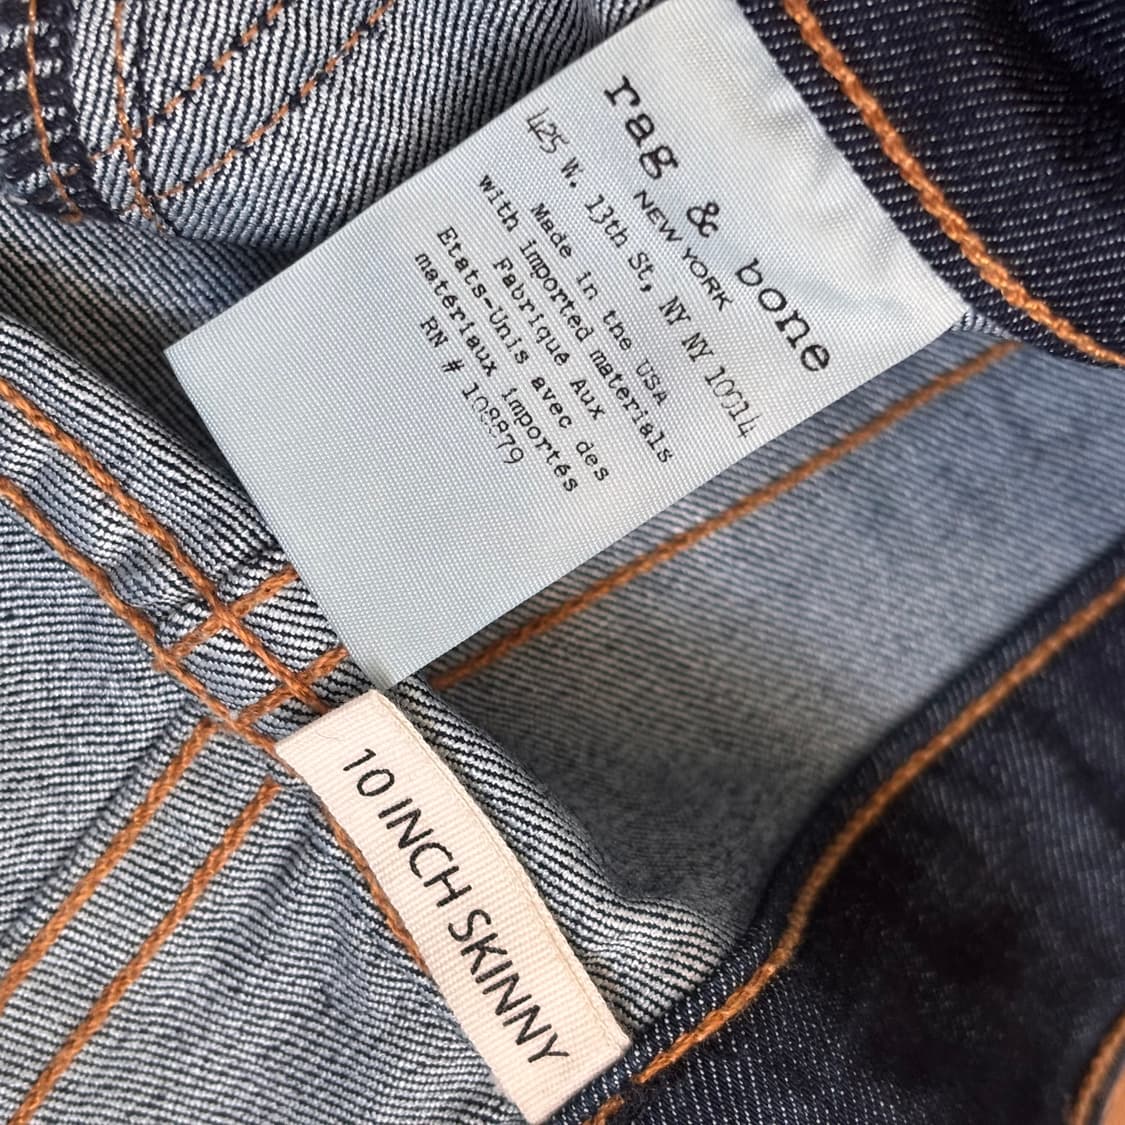 rag & bone
NEW YORK
425 W. 13th St, NY NY 10014
Made in the USA
with imported materials
Fabriqué Aux
Etats-Unis avec des
matériaux importés
RN # 108879
10 INCH SKINNY